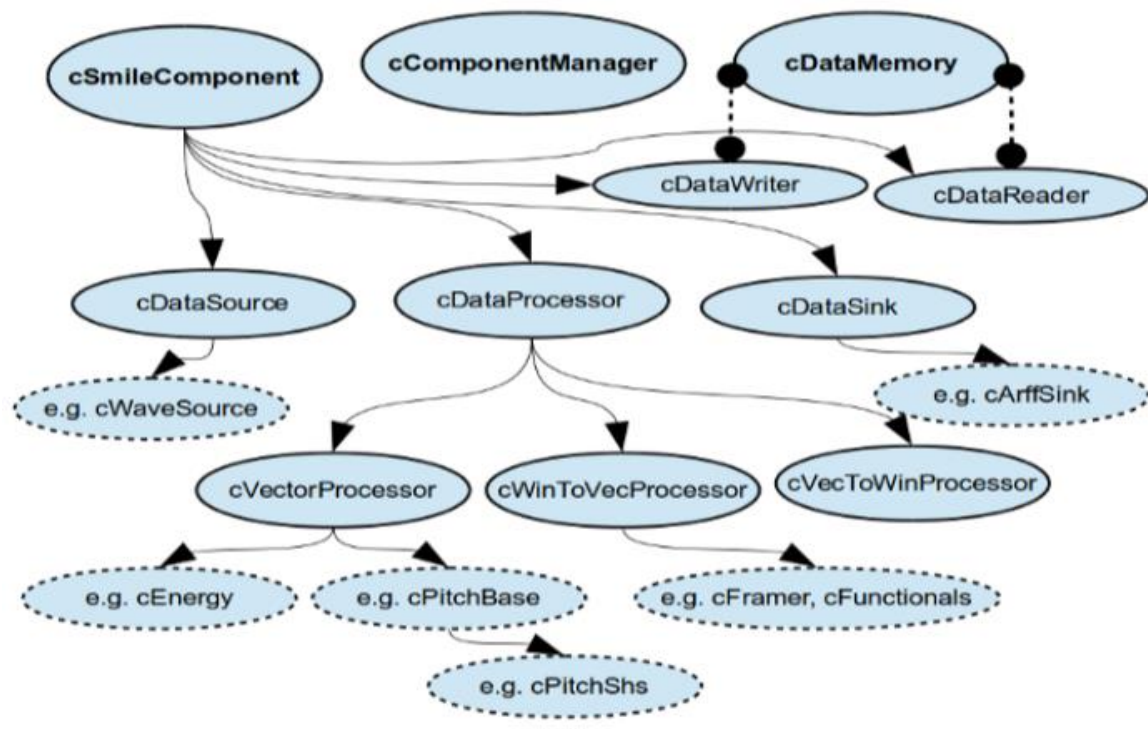 cSmileComponent
cComponentManager
cDataMemory
cDataWriter
cDataReader
cDataSource
cDataProcessor
cDataSink
e.g. cWaveSource
e.g. cArffSink
cVectorProcessor
cWinToVecProcessor
cVecToWinProcessor
e.g. cEnergy
e.g. cPitchBase
e.g. cFramer, cFunctionals
e.g. cPitchShs